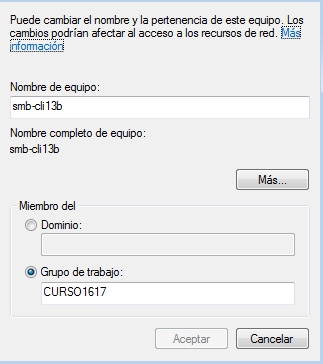 Puede cambiar el nombre y la pertenencia de este equipo. Los
cambios podrían afectar al acceso a los recursos de red. Más
información
Nombre de equipo:
smb-cli13b
Nombre completo de equipo:
smb-cli13b
Más...
Miembro del
Dominio:
Grupo de trabajo:
CURSO1617
Aceptar
Cancelar